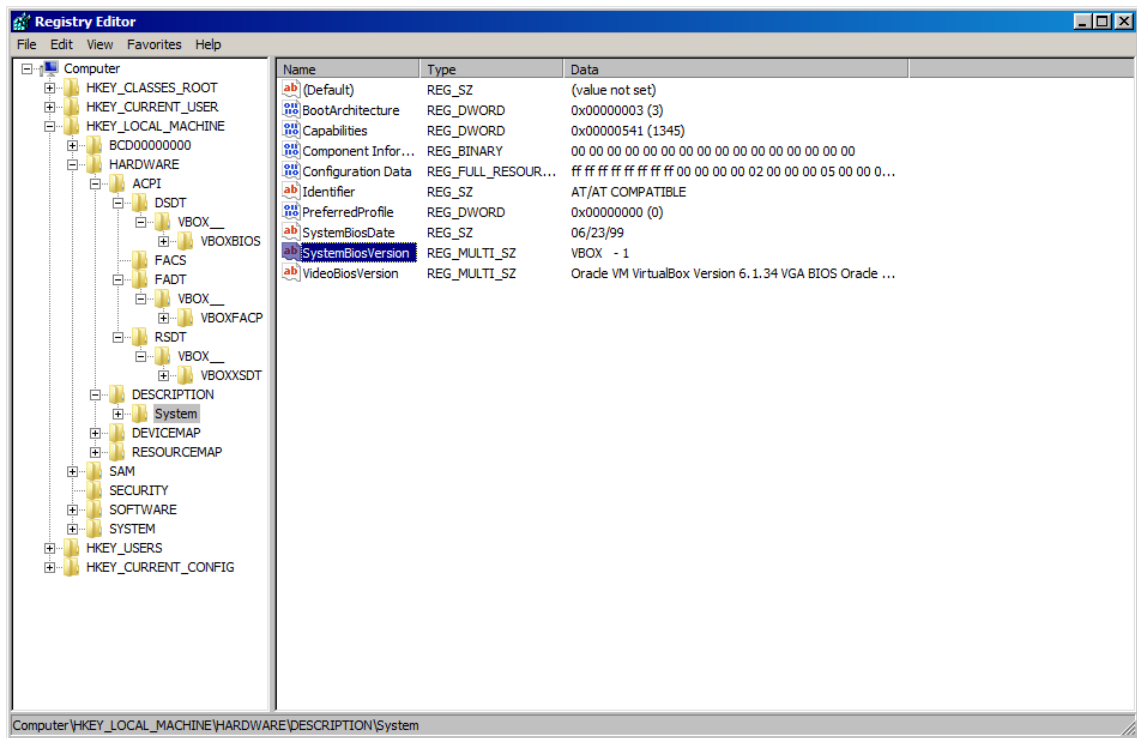 Registry Editor
File Edit View Favorites Help
Computer
HKEY_CLASSES_ROOT
HKEY_CURRENT_USER
HKEY_LOCAL_MACHINE
BCD00000000
HARDWARE
ACPI
DSDT
VBOX__
VBOXBIOS
FACS
FADT
VBOX__
VBOXFACP
RSDT
VBOX__
VBOXXSDT
DESCRIPTION
System
DEVICEMAP
RESOURCEMAP
SAM
SECURITY
SOFTWARE
SYSTEM
HKEY_USERS
HKEY_CURRENT_CONFIG
Name Type Data
(Default) REG_SZ (value not set)
BootArchitecture REG_DWORD 0x00000003 (3)
Capabilities REG_DWORD 0x00000541 (1345)
Component Infor... REG_BINARY 00 00 00 00 00 00 00 00 00 00 00 00 00 00 00 00
Configuration Data REG_FULL_RESOUR... ff ff ff ff ff ff ff ff 00 00 00 00 02 00 00 00 05 00 00 0...
Identifier REG_SZ AT/AT COMPATIBLE
PreferredProfile REG_DWORD 0x00000000 (0)
SystemBiosDate REG_SZ 06/23/99
SystemBiosVersion REG_MULTI_SZ VBOX - 1
VideoBiosVersion REG_MULTI_SZ Oracle VM VirtualBox Version 6.1.34 VGA BIOS Oracle ...
Computer\HKEY_LOCAL_MACHINE\HARDWARE\DESCRIPTION\System